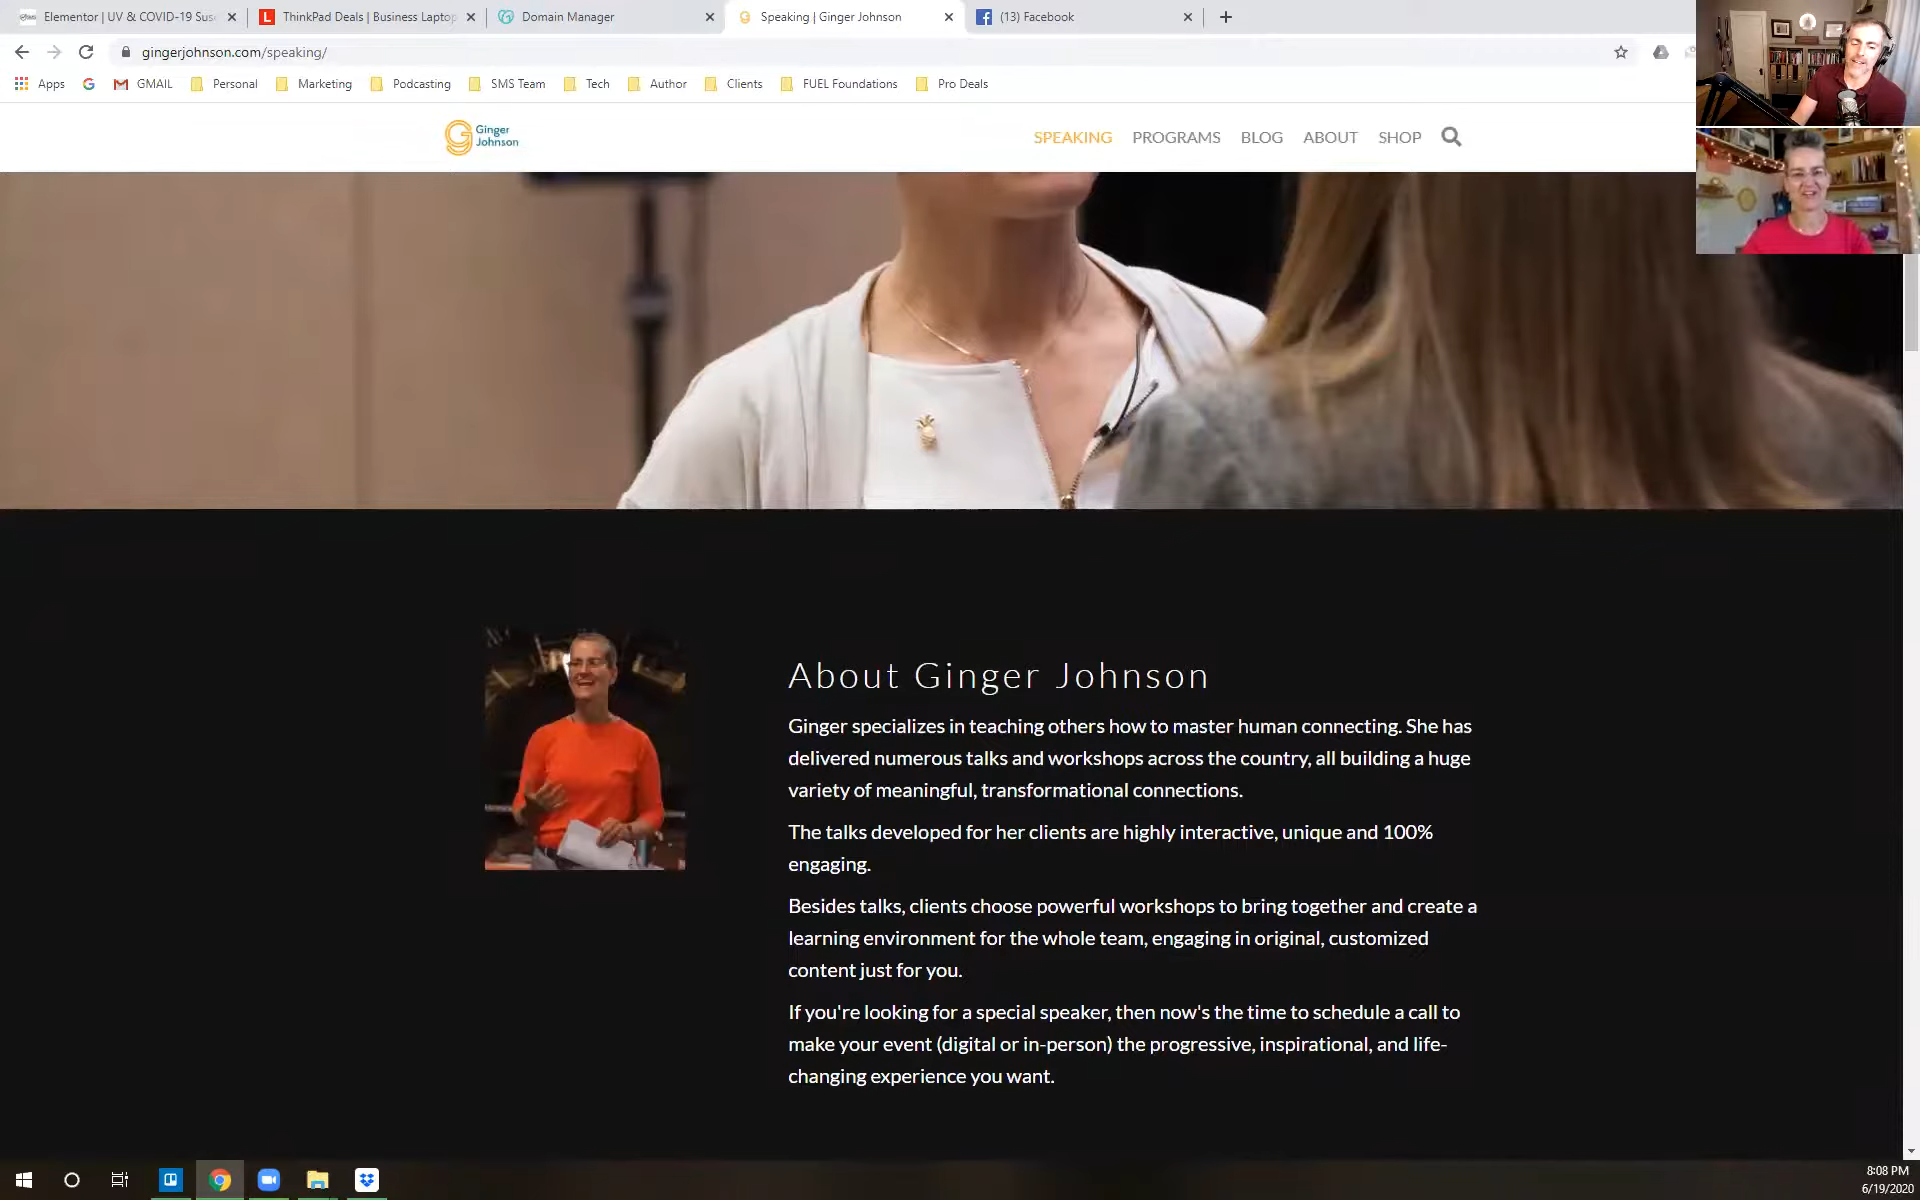 Elementor | UV & COVID-19 Sus
ThinkPad Deals | Business Laptop
Domain Manager
Speaking | Ginger Johnson
(13) Facebook
gingerjohnson.com/speaking/
Apps
GMAIL
Personal
Marketing
Podcasting
SMS Team
Tech
Author
Clients
FUEL Foundations
Pro Deals
Ginger
Johnson
SPEAKING
PROGRAMS
BLOG
ABOUT
SHOP
About Ginger Johnson
Ginger specializes in teaching others how to master human connecting. She has
delivered numerous talks and workshops across the country, all building a huge
variety of meaningful, transformational connections.
The talks developed for her clients are highly interactive, unique and 100%
engaging.
Besides talks, clients choose powerful workshops to bring together and create a
learning environment for the whole team, engaging in original, customized
content just for you.
If you're looking for a special speaker, then now's the time to schedule a call to
make your event (digital or in-person) the progressive, inspirational, and life-
changing experience you want.
8:08 PM
6/19/2020